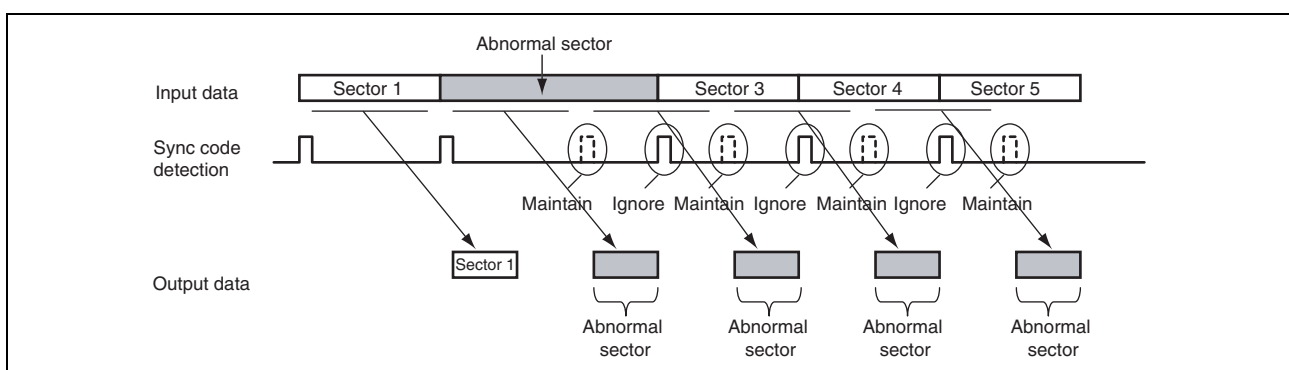 Abnormal sector
Input data
Sector 1
Sector 3
Sector 4
Sector 5
Sync code
detection
Maintain
Ignore
Maintain
Ignore
Maintain
Ignore
Maintain
Output data
Sector 1
Abnormal
sector
Abnormal
sector
Abnormal
sector
Abnormal
sector